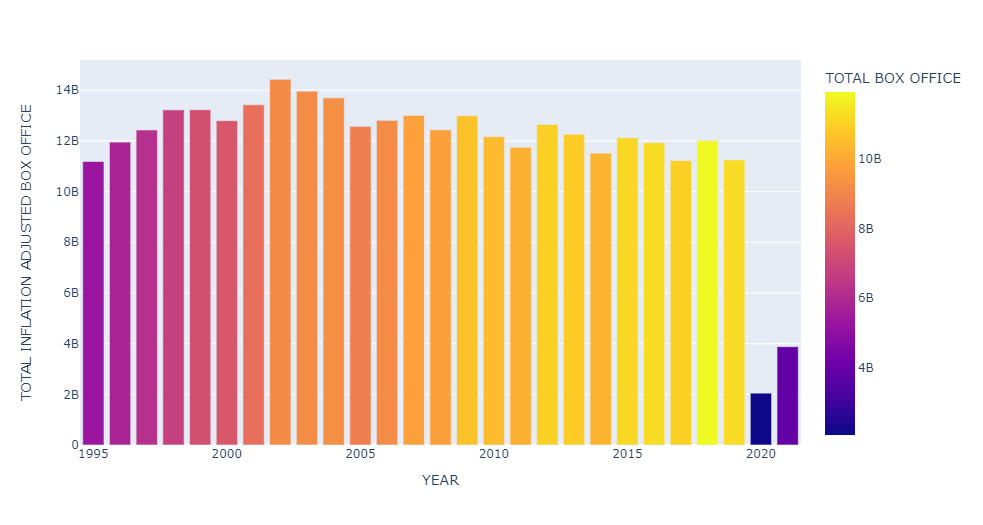 TOTAL INFLATION ADJUSTED BOX OFFICE
14B
12B
10B
8B
6B
4B
2B
0
1995 2000 2005 2010 2015 2020
YEAR
TOTAL BOX OFFICE
10B
8B
6B
4B